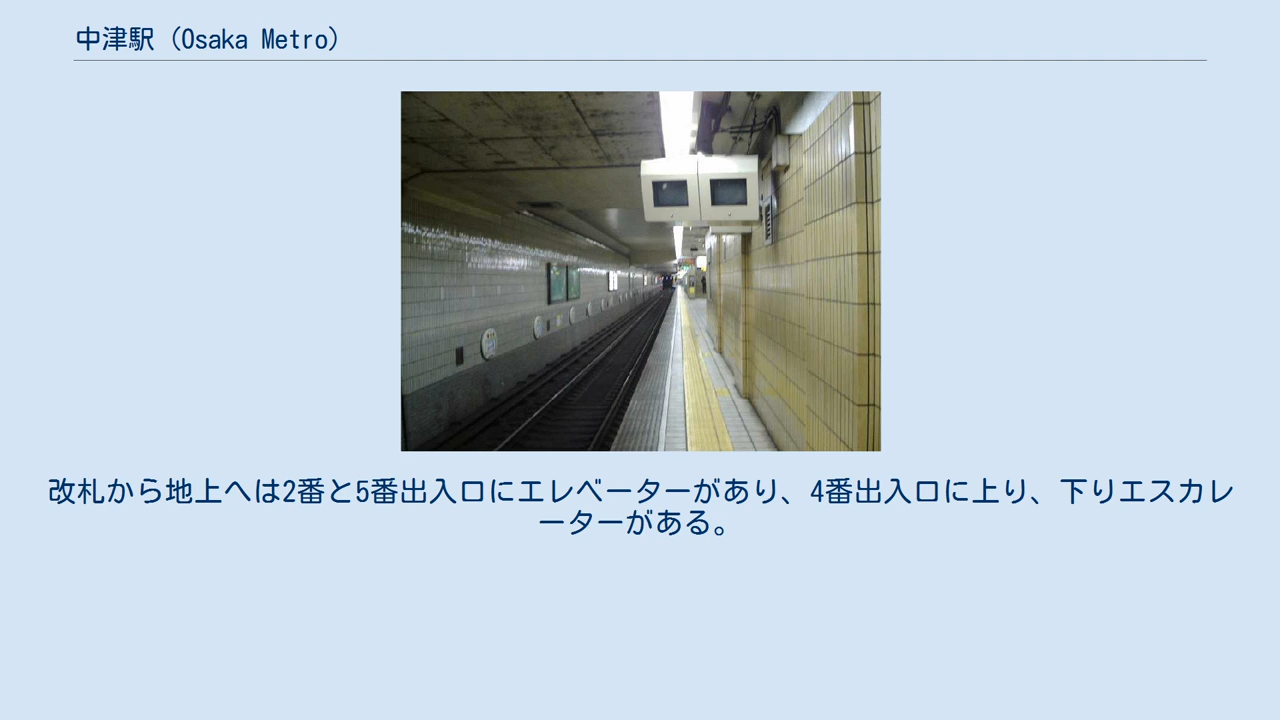 中津駅（Osaka Metro）
改札から地上へは2番と5番出入口にエレベーターがあり、4番出入口に上り、下りエスカレ
ーターがある。